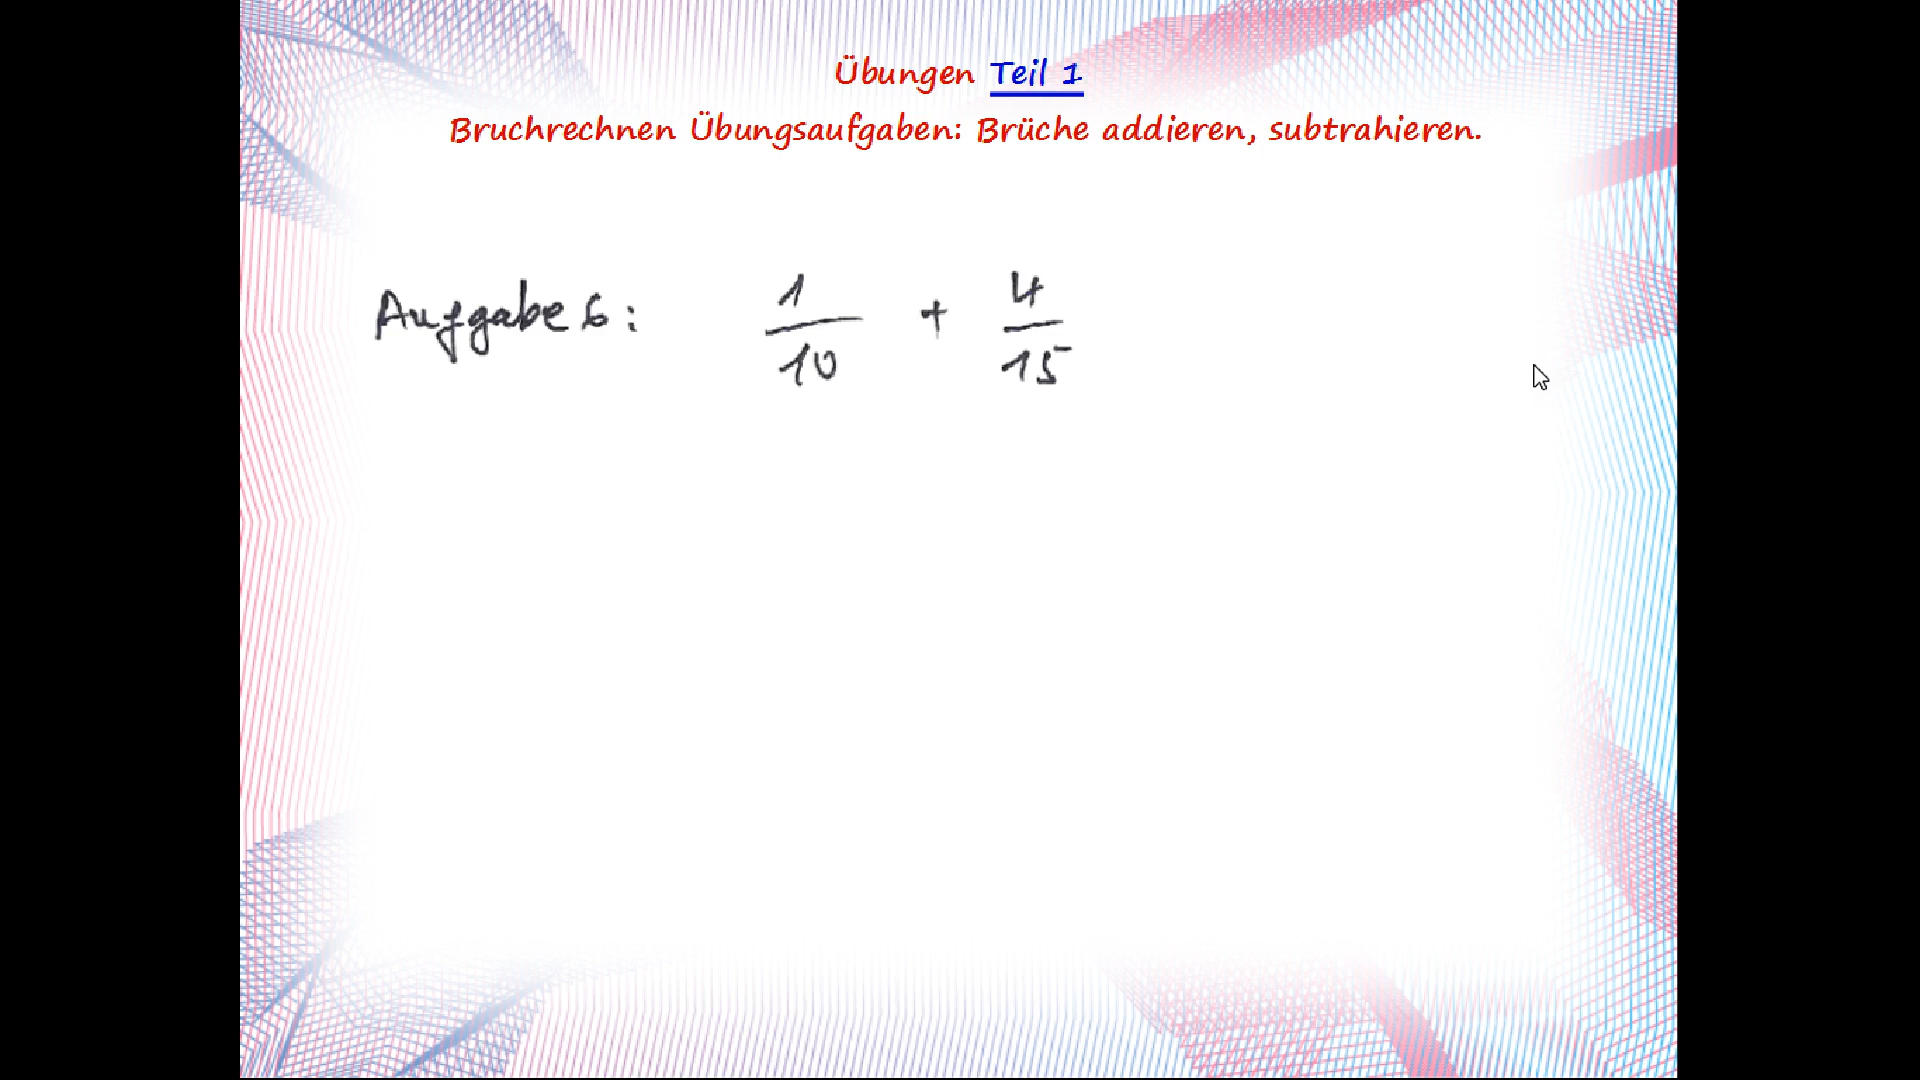 Übungen Teil 1
Bruchrechnen Übungsaufgaben: Brüche addieren, subtrahieren.
Aufgabe 6: 1/10 + 4/15